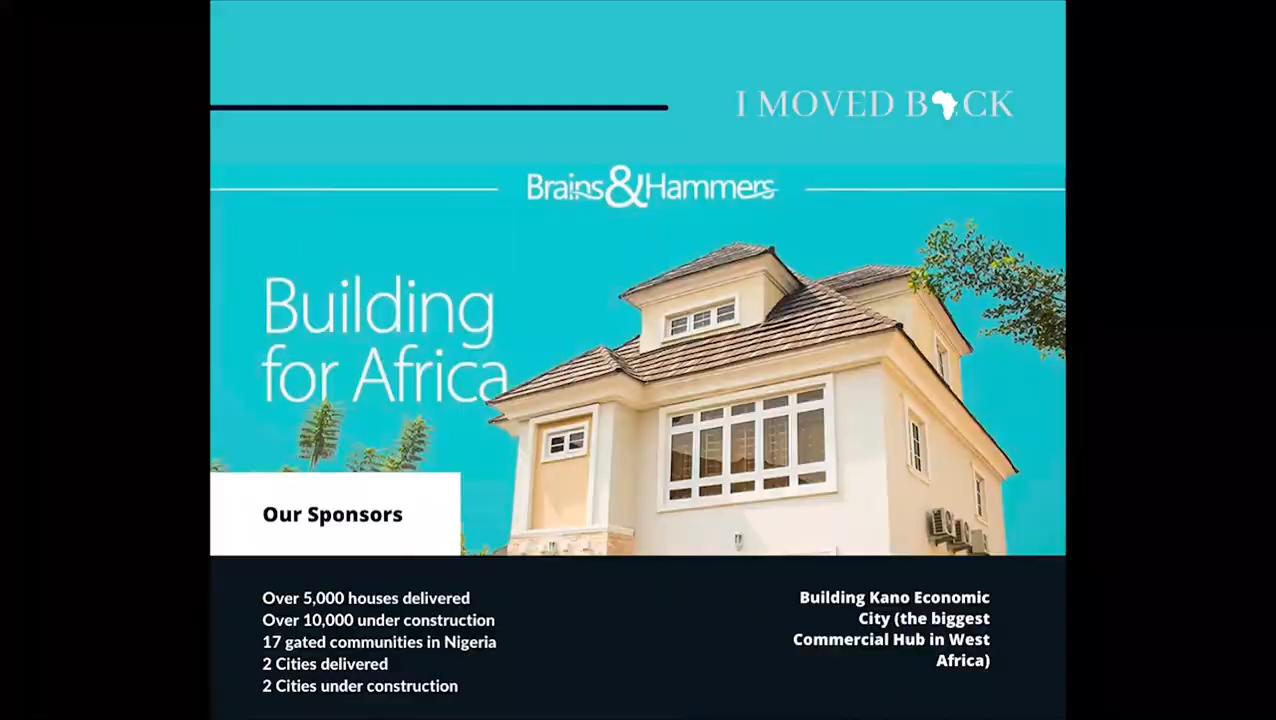 I MOVED BACK
Brains&Hammers
Building
for Africa
Our Sponsors
Over 5,000 houses delivered
Over 10,000 under construction
17 gated communities in Nigeria
2 Cities delivered
2 Cities under construction
Building Kano Economic
City (the biggest
Commercial Hub in West
Africa)